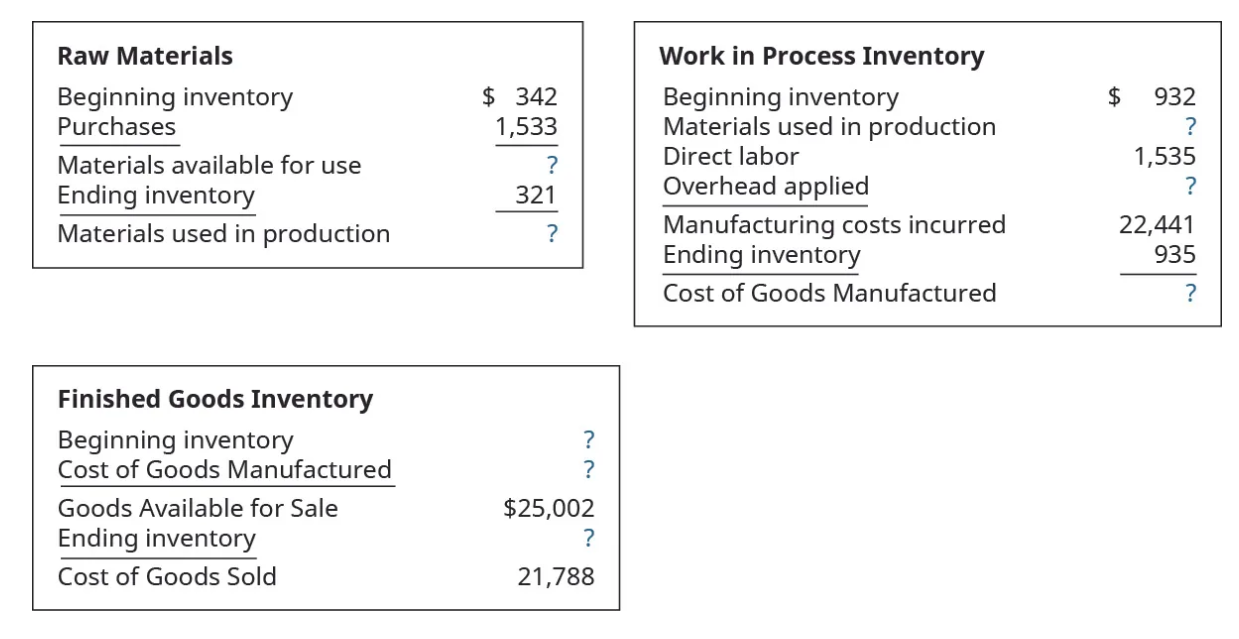 Raw Materials
Beginning inventory $ 342
Purchases 1,533
Materials available for use ?
Ending inventory 321
Materials used in production ?
Work in Process Inventory
Beginning inventory $ 932
Materials used in production ?
Direct labor 1,535
Overhead applied ?
Manufacturing costs incurred 22,441
Ending inventory 935
Cost of Goods Manufactured ?
Finished Goods Inventory
Beginning inventory ?
Cost of Goods Manufactured ?
Goods Available for Sale $25,002
Ending inventory ?
Cost of Goods Sold 21,788